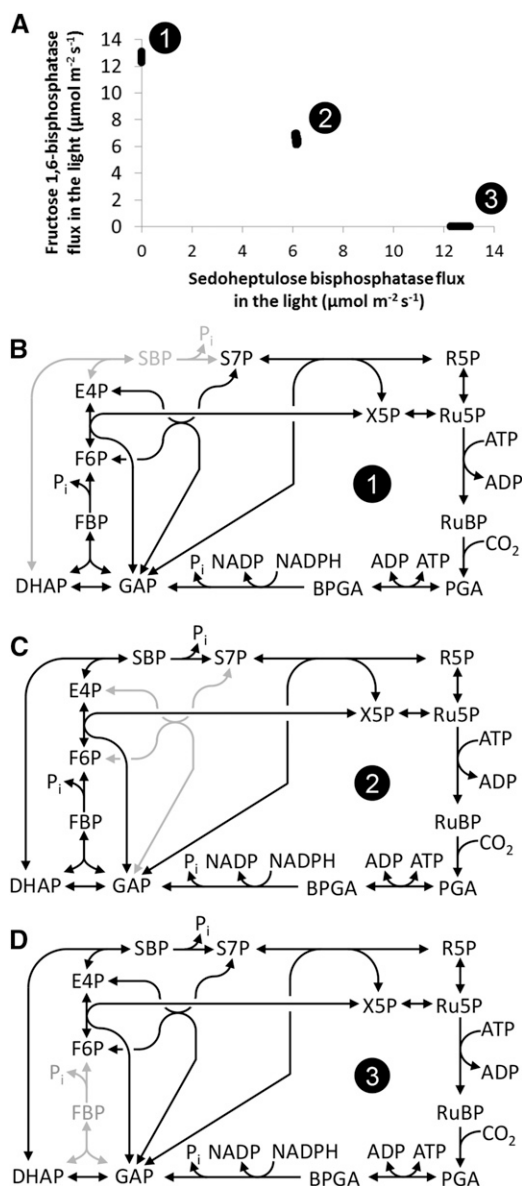 A
Fructose 1,6-bisphosphatase
flux in the light (μmol m⁻² s⁻¹)
14
12
10
8
6
4
2
0
1
2
3
0 2 4 6 8 10 12 14
Sedoheptulose bisphosphatase flux
in the light (μmol m⁻² s⁻¹)
B
Pi
SBP S7P R5P
E4P
X5P Ru5P
ATP
F6P
Pi
1
ADP
FBP
RuBP
CO2
Pi NADP NADPH ADP ATP
DHAP GAP BPGA PGA
C
Pi
SBP S7P R5P
E4P
X5P Ru5P
ATP
F6P
Pi
2
ADP
FBP
RuBP
CO2
Pi NADP NADPH ADP ATP
DHAP GAP BPGA PGA
D
Pi
SBP S7P R5P
E4P
X5P Ru5P
ATP
F6P
Pi
3
ADP
FBP
RuBP
CO2
Pi NADP NADPH ADP ATP
DHAP GAP BPGA PGA